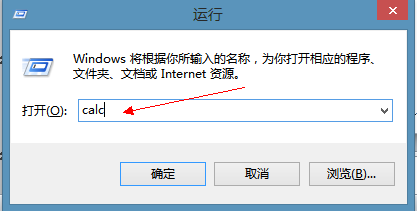 运行
Windows 将根据你所输入的名称，为你打开相应的程序、
文件夹、文档或 Internet 资源。
打开(O): calc
确定 取消 浏览(B)...